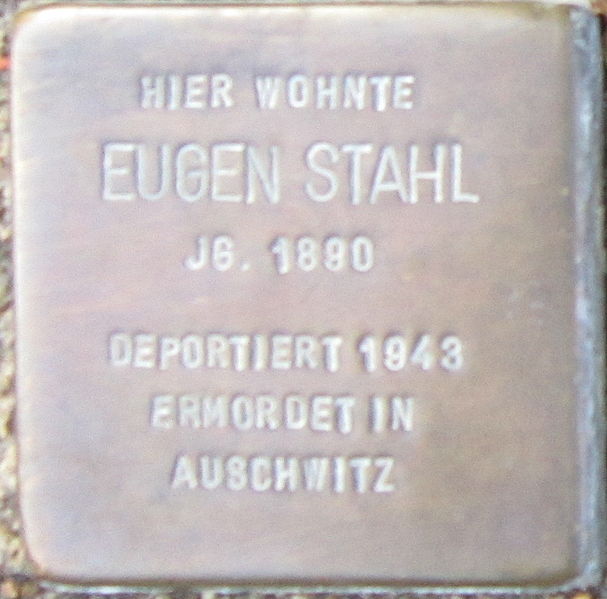 HIER WOHNTE
EUGEN STAHL
JG. 1890
DEPORTIERT 1943
ERMORDET IN
AUSCHWITZ